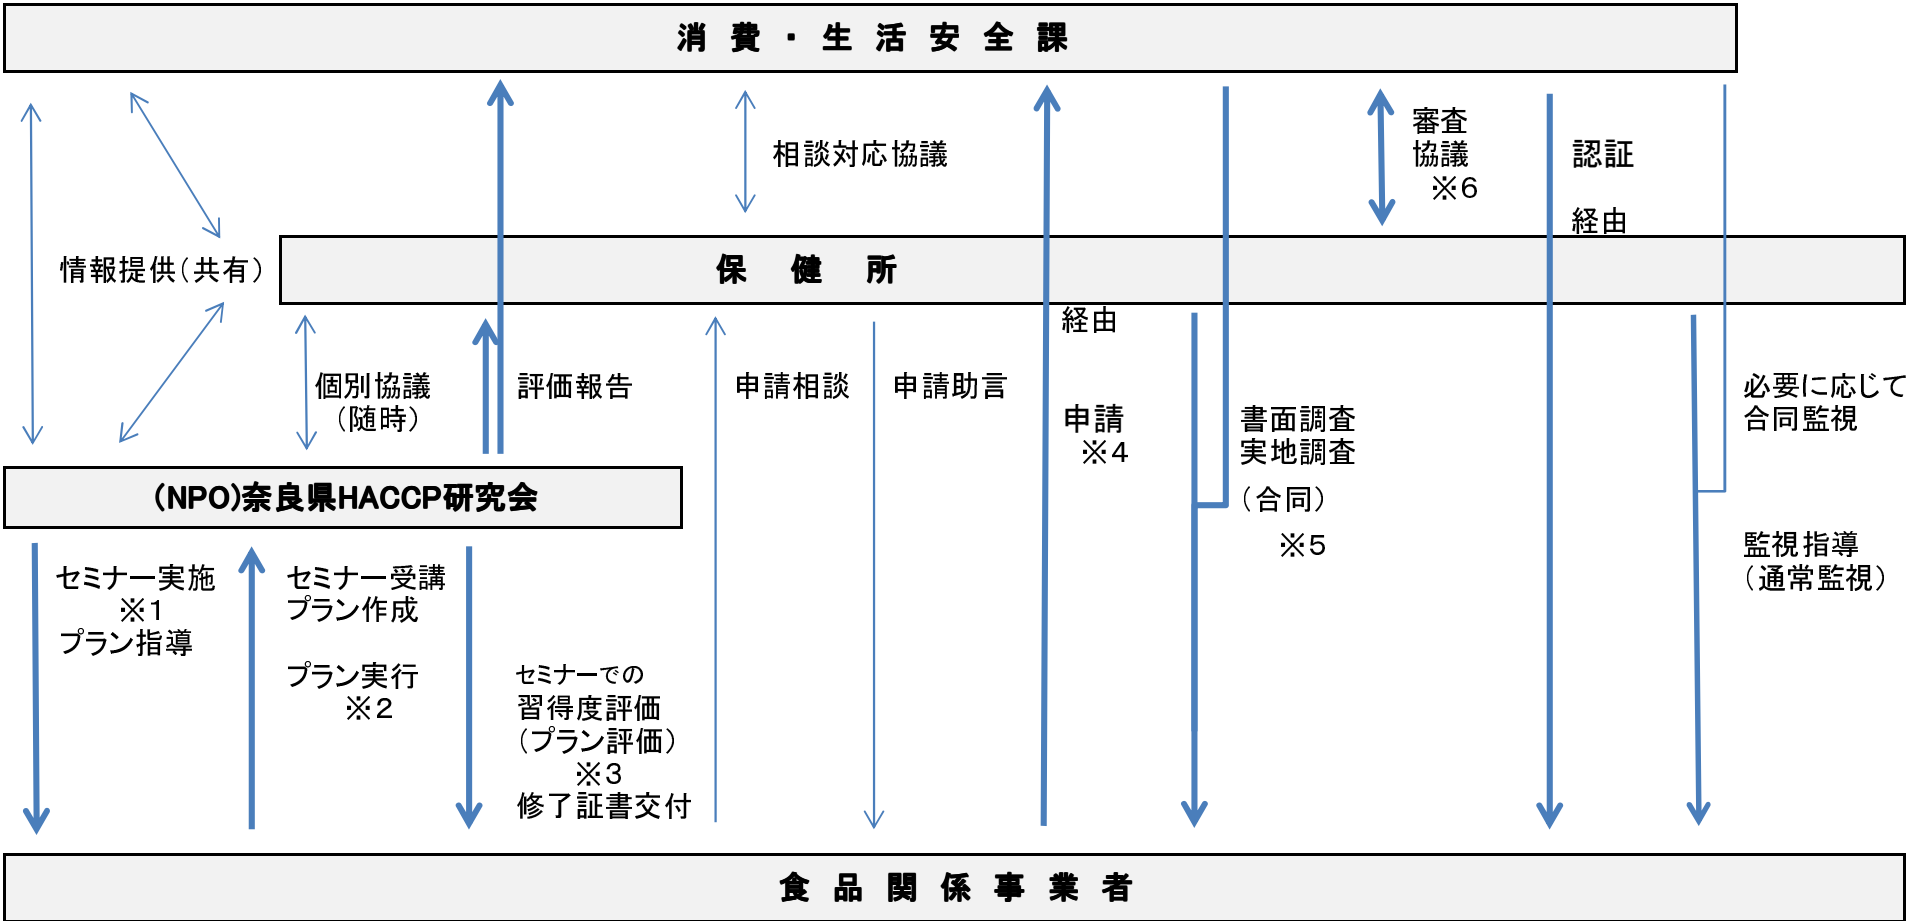 消費・生活安全課
相談対応協議
審査
協議
※6
認証
経由
情報提供（共有）
保健所
経由
個別協議
（随時）
評価報告
申請相談
申請助言
申請
※4
書面調査
実地調査
（合同）
※5
必要に応じて
合同監視
(NPO)奈良県HACCP研究会
監視指導
（通常監視）
セミナー実施
※1
プラン指導
セミナー受講
プラン作成
プラン実行
※2
セミナーでの
習得度評価
（プラン評価）
※3
修了証書交付
食品関係事業者